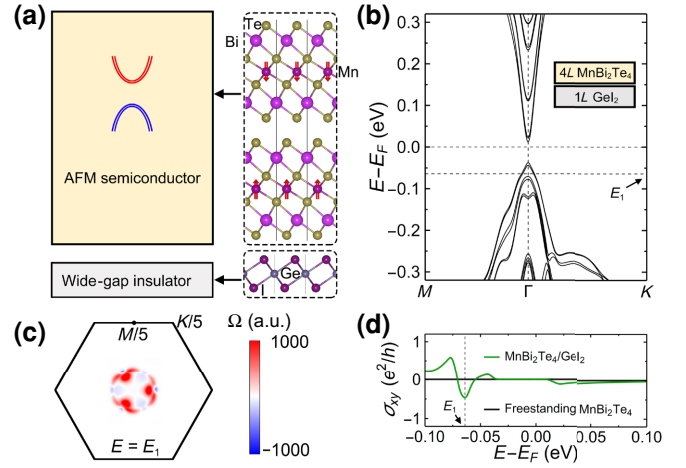 (a)
Te
Bi
Mn
AFM semiconductor
Wide-gap insulator
Ge
I
(b)
E−E_F (eV)
0.3
0.2
0.1
0.0
−0.1
−0.2
−0.3
4L MnBi₂Te₄
1L GeI₂
E₁
M
Γ
K
(c)
M/5
K/5
E = E₁
Ω (a.u.)
1000
−1000
(d)
σ_xy (e²/h)
1
0
−1
MnBi₂Te₄/GeI₂
E₁
Freestanding MnBi₂Te₄
−0.10
−0.05
0.00
0.05
0.10
E−E_F (eV)